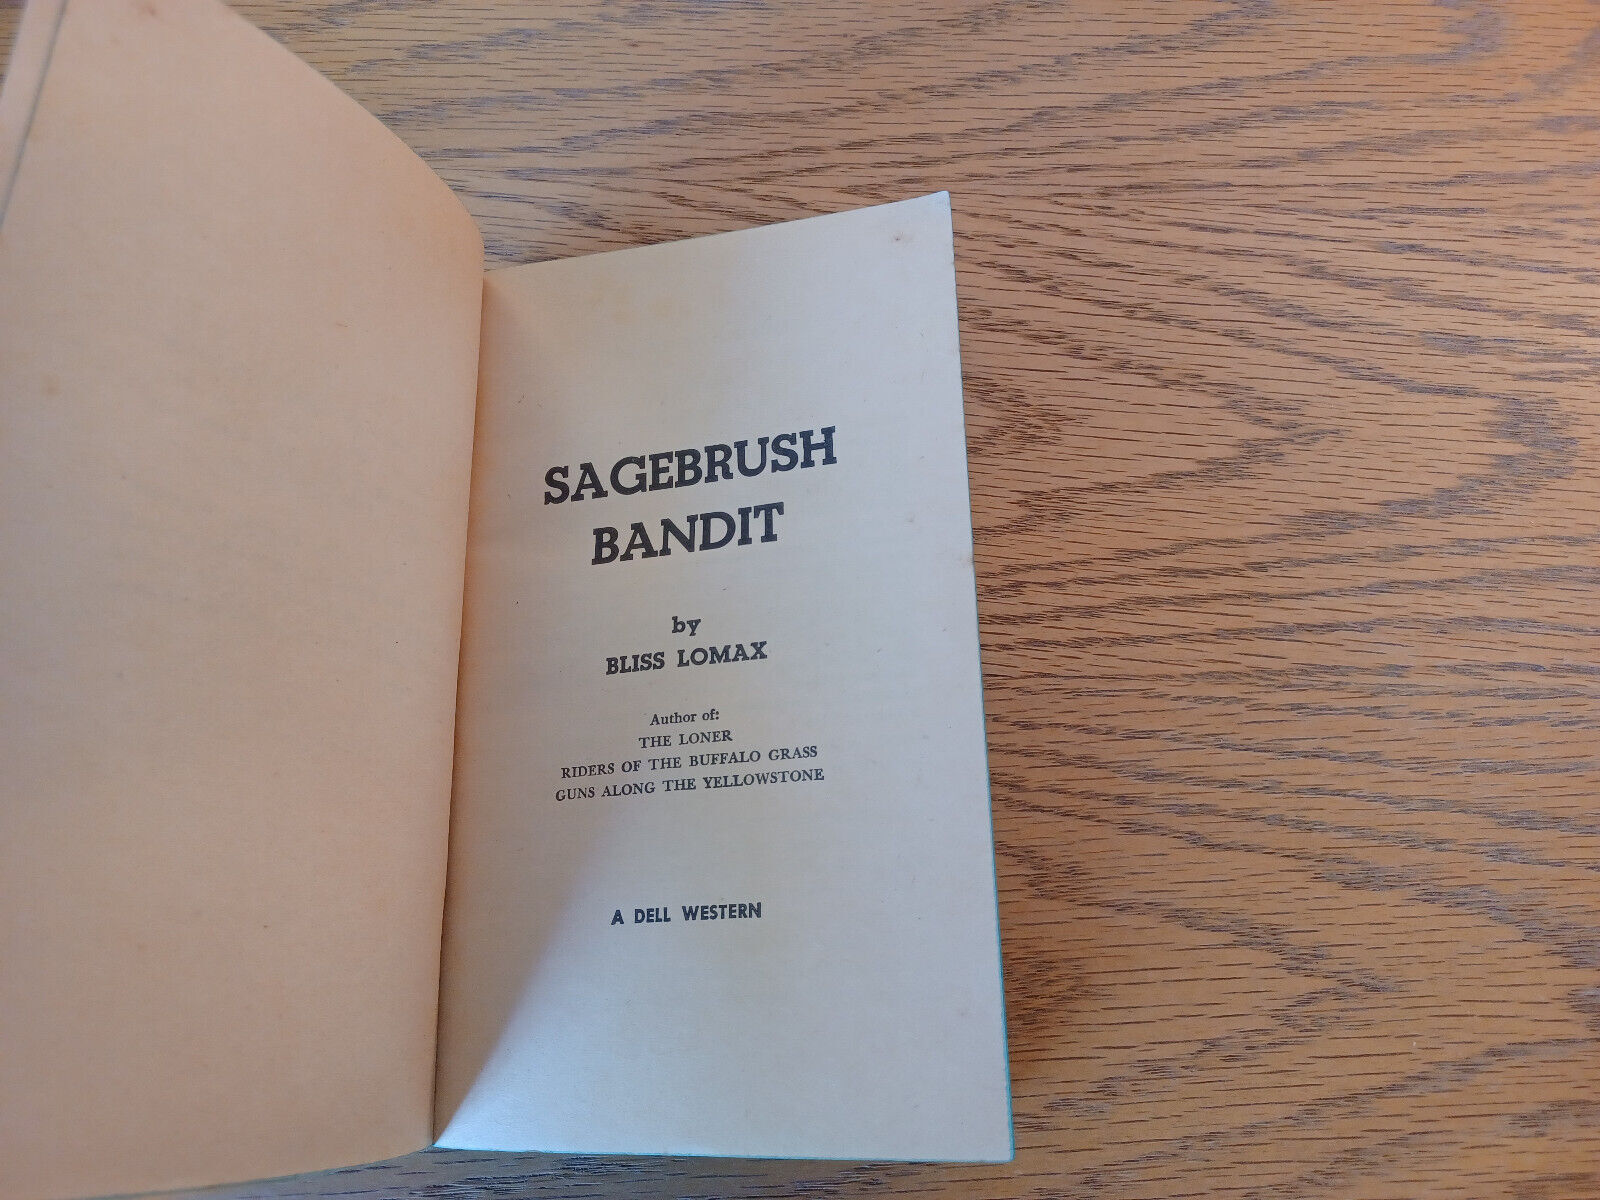 SAGEBRUSH
BANDIT
by
BLISS LOMAX
Author of:
THE LONER
RIDERS OF THE BUFFALO GRASS
GUNS ALONG THE YELLOWSTONE
A DELL WESTERN